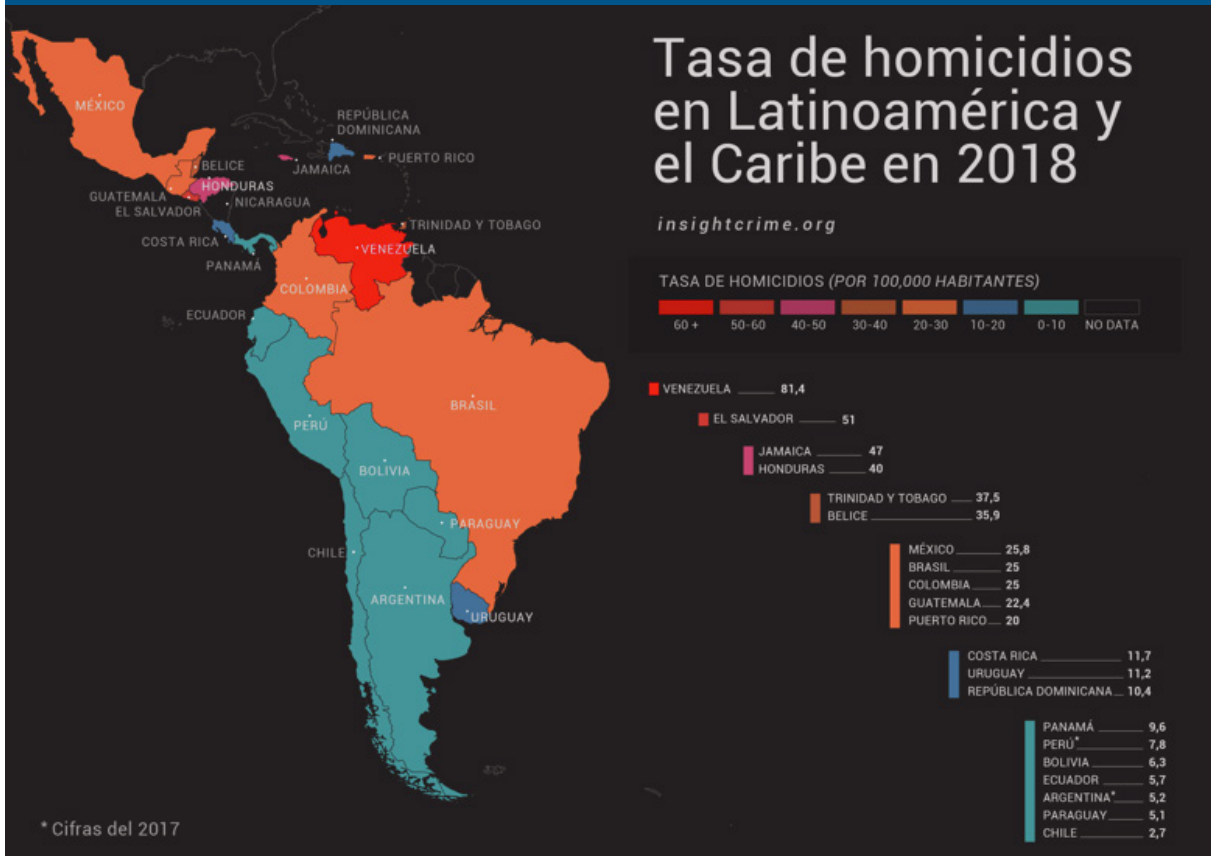 Tasa de homicidios
en Latinoamérica y
el Caribe en 2018
insightcrime.org
TASA DE HOMICIDIOS (POR 100,000 HABITANTES)
60 + 50-60 40-50 30-40 20-30 10-20 0-10 NO DATA
MÉXICO
REPÚBLICA
DOMINICANA
BELICE
JAMAICA
PUERTO RICO
HONDURAS
GUATEMALA
NICARAGUA
EL SALVADOR
TRINIDAD Y TOBAGO
COSTA RICA
VENEZUELA
PANAMÁ
COLOMBIA
ECUADOR
BRASIL
PERÚ
BOLIVIA
PARAGUAY
CHILE
ARGENTINA
URUGUAY
VENEZUELA 81,4
EL SALVADOR 51
JAMAICA 47
HONDURAS 40
TRINIDAD Y TOBAGO 37,5
BELICE 35,9
MÉXICO 25,8
BRASIL 25
COLOMBIA 25
GUATEMALA 22,4
PUERTO RICO 20
COSTA RICA 11,7
URUGUAY 11,2
REPÚBLICA DOMINICANA 10,4
PANAMÁ 9,6
PERÚ* 7,8
BOLIVIA 6,3
ECUADOR 5,7
ARGENTINA* 5,2
PARAGUAY 5,1
CHILE 2,7
* Cifras del 2017